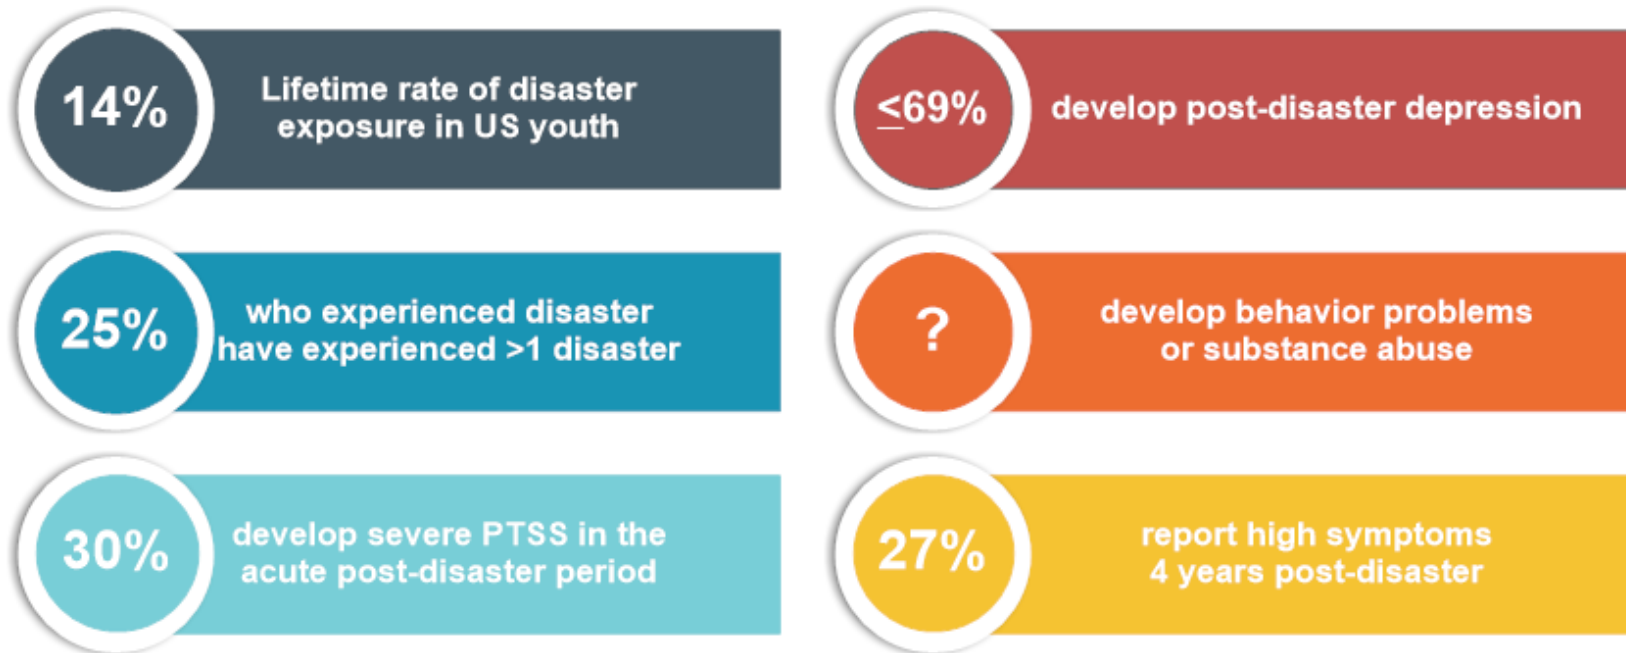 14%
Lifetime rate of disaster
exposure in US youth
25%
who experienced disaster
have experienced >1 disaster
30%
develop severe PTSS in the
acute post-disaster period
≤69%
develop post-disaster depression
?
develop behavior problems
or substance abuse
27%
report high symptoms
4 years post-disaster